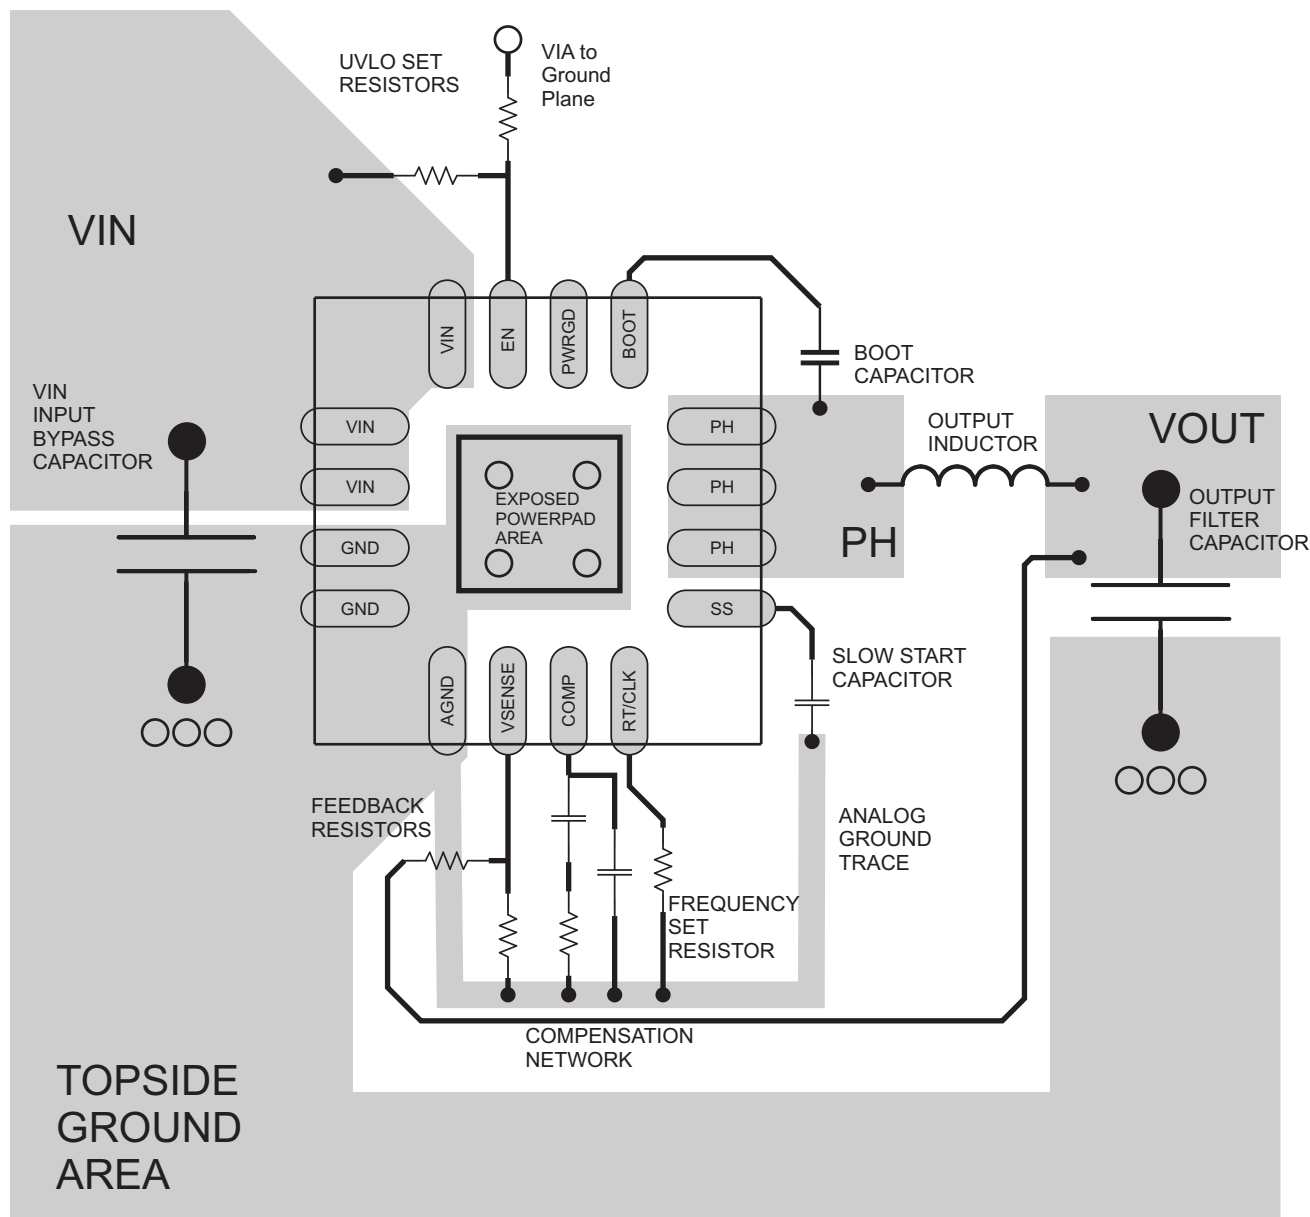 UVLO SET
RESISTORS
VIA to
Ground
Plane
VIN
VIN
EN
PWRGD
BOOT
BOOT
CAPACITOR
VIN
INPUT
BYPASS
CAPACITOR
VIN
VIN
GND
GND
EXPOSED
POWERPAD
AREA
PH
PH
PH
SS
PH
OUTPUT
INDUCTOR
VOUT
OUTPUT
FILTER
CAPACITOR
SLOW START
CAPACITOR
AGND
VSENSE
COMP
RT/CLK
FEEDBACK
RESISTORS
ANALOG
GROUND
TRACE
FREQUENCY
SET
RESISTOR
COMPENSATION
NETWORK
TOPSIDE
GROUND
AREA